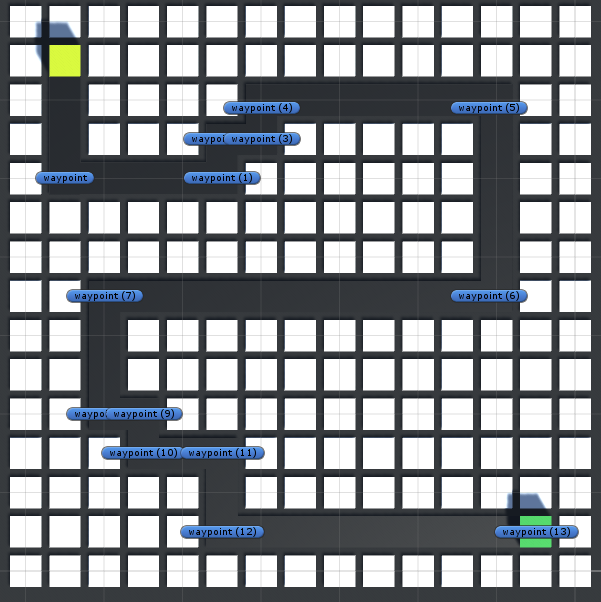 waypoint (4)
waypoint (5)
waypoi
waypoint (3)
waypoint
waypoint (1)
waypoint (7)
waypoint (6)
waypo
waypoint (9)
waypoint (10)
waypoint (11)
waypoint (12)
waypoint (13)